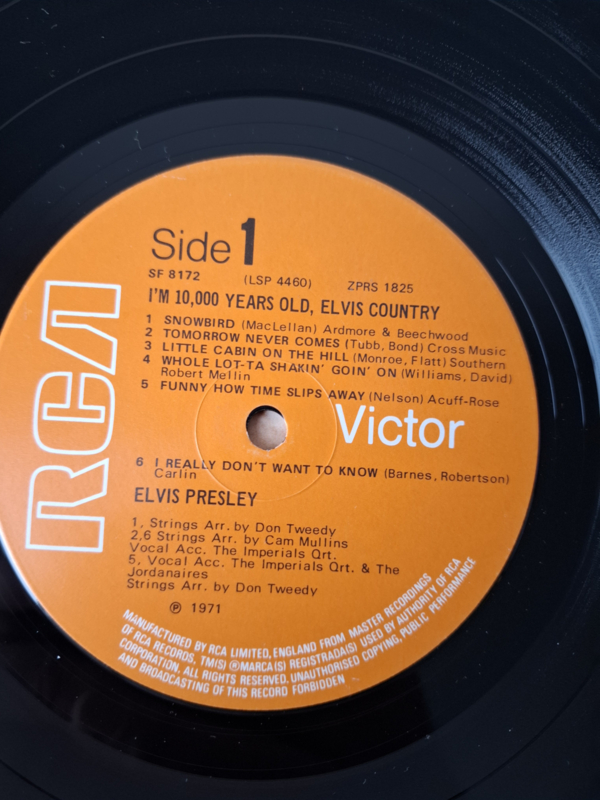 Side 1
SF 8172 (LSP 4460) ZPRS 1825
I'M 10,000 YEARS OLD, ELVIS COUNTRY
1 SNOWBIRD (MacLellan) Ardmore & Beechwood
2 TOMORROW NEVER COMES (Tubb, Bond) Cross Music
3 LITTLE CABIN ON THE HILL (Monroe, Flatt) Southern
4 WHOLE LOT-TA SHAKIN' GOIN' ON (Williams, David)
Robert Mellin
5 FUNNY HOW TIME SLIPS AWAY (Nelson) Acuff-Rose
RCA
Victor
6 I REALLY DON'T WANT TO KNOW (Barnes, Robertson)
Carlin
ELVIS PRESLEY
1, Strings Arr. by Don Tweedy
2,6 Strings Arr. by Cam Mullins
Vocal Acc. The Imperials Qrt.
5, Vocal Acc. The Imperials Qrt. & The
Jordanaires
Strings Arr. by Don Tweedy
℗ 1971
MANUFACTURED BY RCA LIMITED, ENGLAND FROM MASTER RECORDINGS
OF RCA RECORDS, TM(S) ® MARCA(S) REGISTRADA(S) USED BY AUTHORITY OF RCA
CORPORATION. ALL RIGHTS RESERVED. UNAUTHORISED COPYING, PUBLIC PERFORMANCE
AND BROADCASTING OF THIS RECORD FORBIDDEN